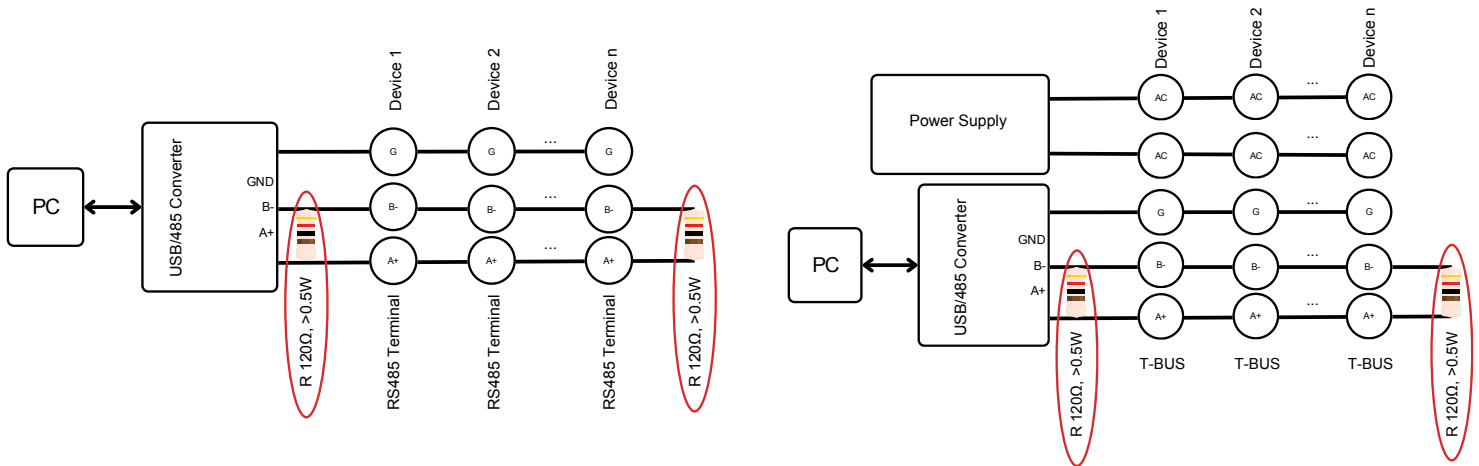 PC
USB/485 Converter
GND
B-
A+
R 120Ω, >0.5W
Device 1
Device 2
Device n
G
G
...
G
B-
B-
...
B-
A+
A+
...
A+
RS485 Terminal
RS485 Terminal
RS485 Terminal
R 120Ω, >0.5W
Device 1
Device 2
Device n
Power Supply
AC
AC
...
AC
AC
AC
...
AC
PC
USB/485 Converter
GND
B-
A+
R 120Ω, >0.5W
G
G
...
G
B-
B-
...
B-
A+
A+
...
A+
T-BUS
T-BUS
T-BUS
R 120Ω, >0.5W